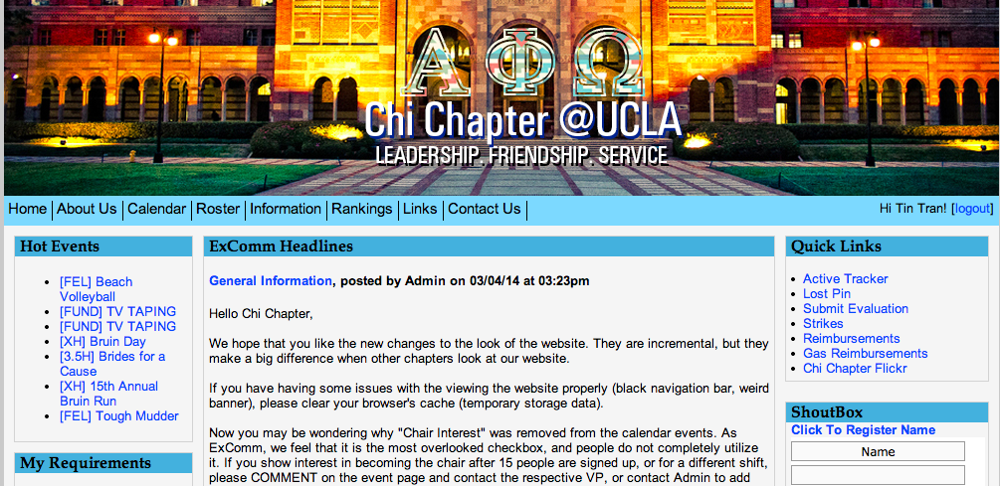 ΑΦΩ
Chi Chapter @UCLA
LEADERSHIP. FRIENDSHIP. SERVICE
Home About Us Calendar Roster Information Rankings Links Contact Us
Hi Tin Tran! [logout]
Hot Events
[FEL] Beach
Volleyball
[FUND] TV TAPING
[FUND] TV TAPING
[XH] Bruin Day
[3.5H] Brides for a
Cause
[XH] 15th Annual
Bruin Run
[FEL] Tough Mudder
My Requirements
ExComm Headlines
General Information, posted by Admin on 03/04/14 at 03:23pm
Hello Chi Chapter,
We hope that you like the new changes to the look of the website. They are incremental, but they
make a big difference when other chapters look at our website.
If you have having some issues with the viewing the website properly (black navigation bar, weird
banner), please clear your browser's cache (temporary storage data).
Now you may be wondering why "Chair Interest" was removed from the calendar events. As
ExComm, we feel that it is the most overlooked checkbox, and people do not completely utilize
it. If you show interest in becoming the chair after 15 people are signed up, or for a different shift,
please COMMENT on the event page and contact the respective VP, or contact Admin to add
Quick Links
Active Tracker
Lost Pin
Submit Evaluation
Strikes
Reimbursements
Gas Reimbursements
Chi Chapter Flickr
ShoutBox
Click To Register Name
Name